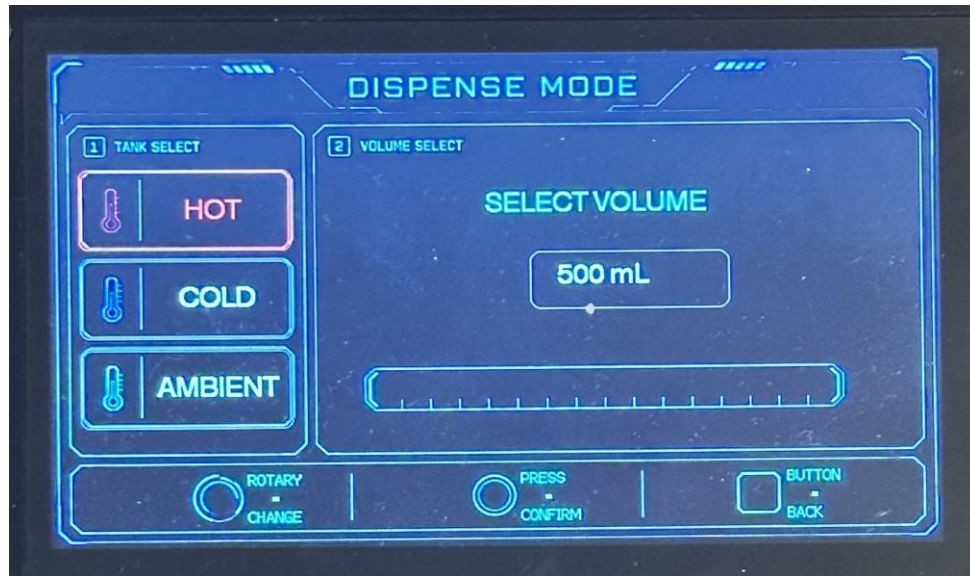 DISPENSE MODE
1 TANK SELECT
HOT
COLD
AMBIENT
2 VOLUME SELECT
SELECT VOLUME
500 mL
ROTARY
-
CHANGE
PRESS
-
CONFIRM
BUTTON
-
BACK